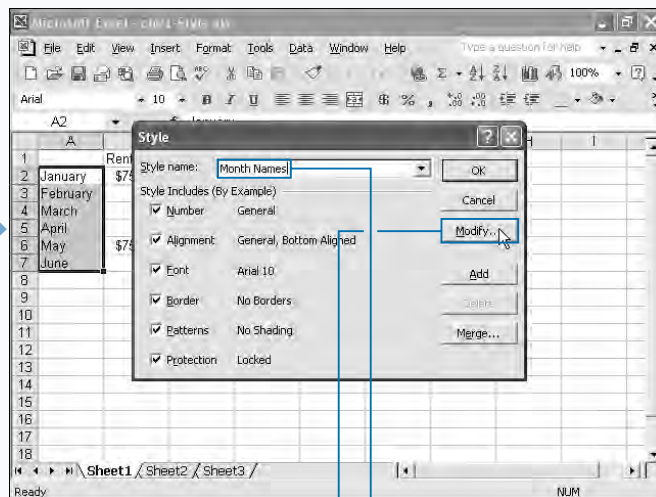 Microsoft Excel - ch01-Style.xls
File Edit View Insert Format Tools Data Window Help Type a question for help
100%
Arial 10 B I U $ % ,
A2 January
A I
1 Rent
2 January $75
3 February
4 March
5 April
6 May $75
7 June
8
9
10
11
12
13
14
15
16
17
18
Style
Style name: Month Names OK
Style Includes (By Example) Cancel
Number General
Modify...
Alignment General, Bottom Aligned
Font Arial 10 Add
Border No Borders Delete
Patterns No Shading Merge...
Protection Locked
Sheet1 / Sheet2 / Sheet3 /
Ready NUM